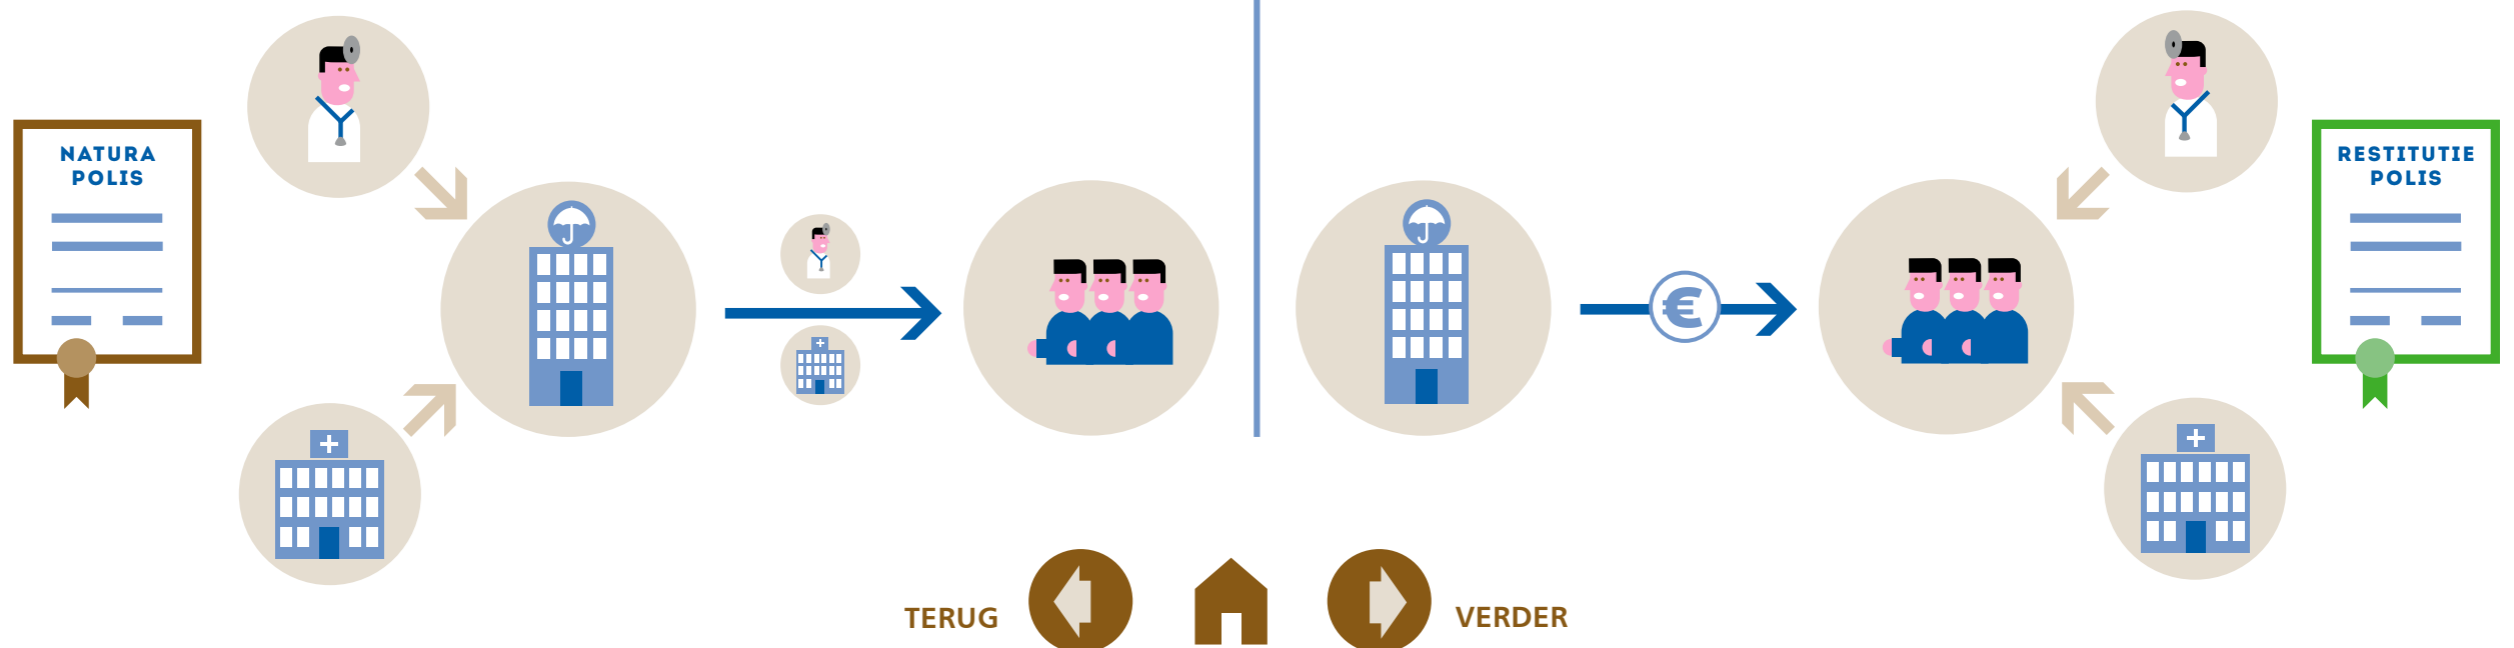 NATURA
POLIS
RESTITUTIE
POLIS
€
TERUG
VERDER